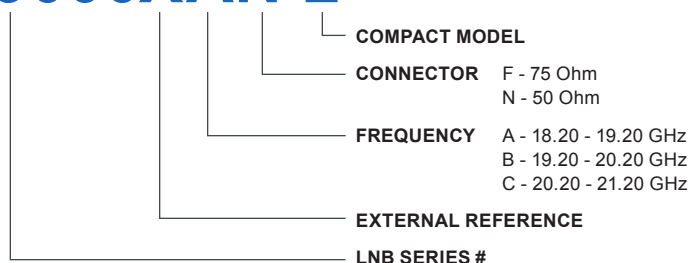 COMPACT MODEL
CONNECTOR F - 75 Ohm
N - 50 Ohm
FREQUENCY A - 18.20 - 19.20 GHz
B - 19.20 - 20.20 GHz
C - 20.20 - 21.20 GHz
EXTERNAL REFERENCE
LNB SERIES #